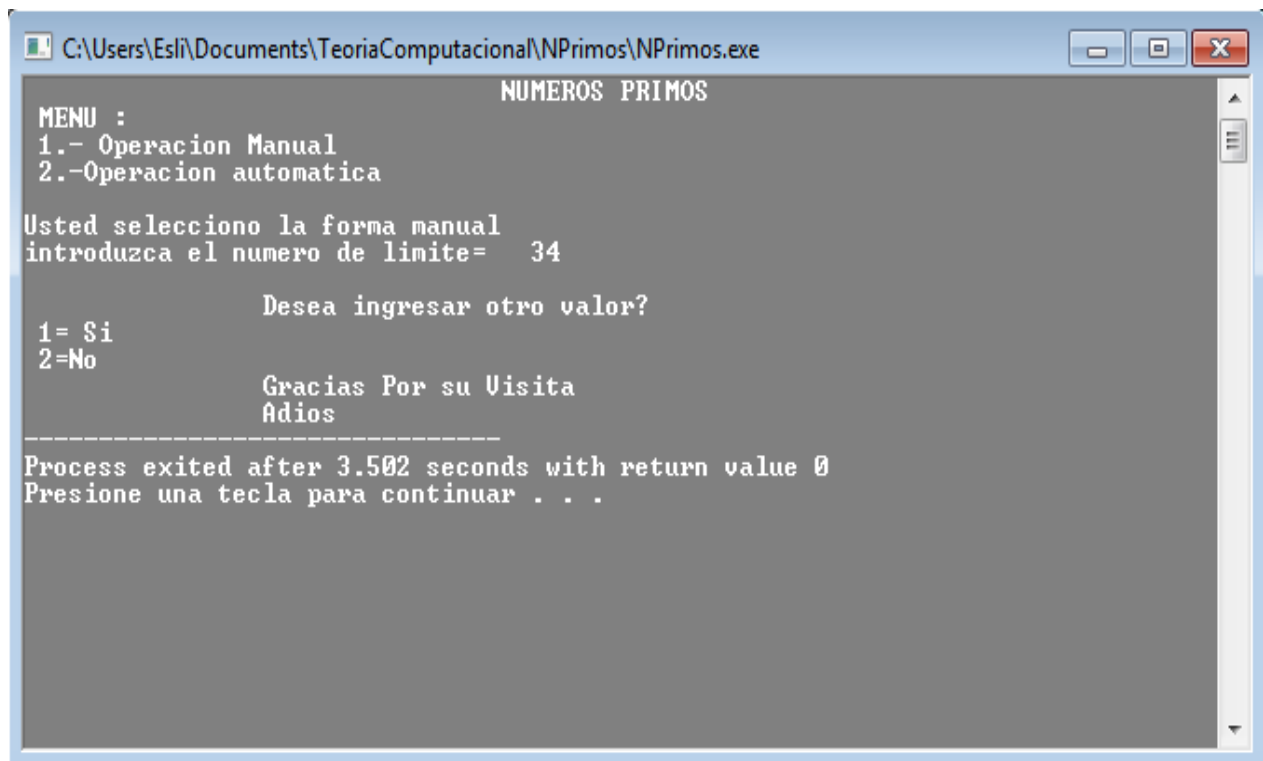 C:\Users\Esli\Documents\TeoriaComputacional\NPrimos\NPrimos.exe
NUMEROS PRIMOS
MENU :
1.- Operacion Manual
2.-Operacion automatica
Usted selecciono la forma manual
introduzca el numero de limite= 34
Desea ingresar otro valor?
1= Si
2=No
Gracias Por su Visita
Adios
--------------------------------
Process exited after 3.502 seconds with return value 0
Presione una tecla para continuar . . .